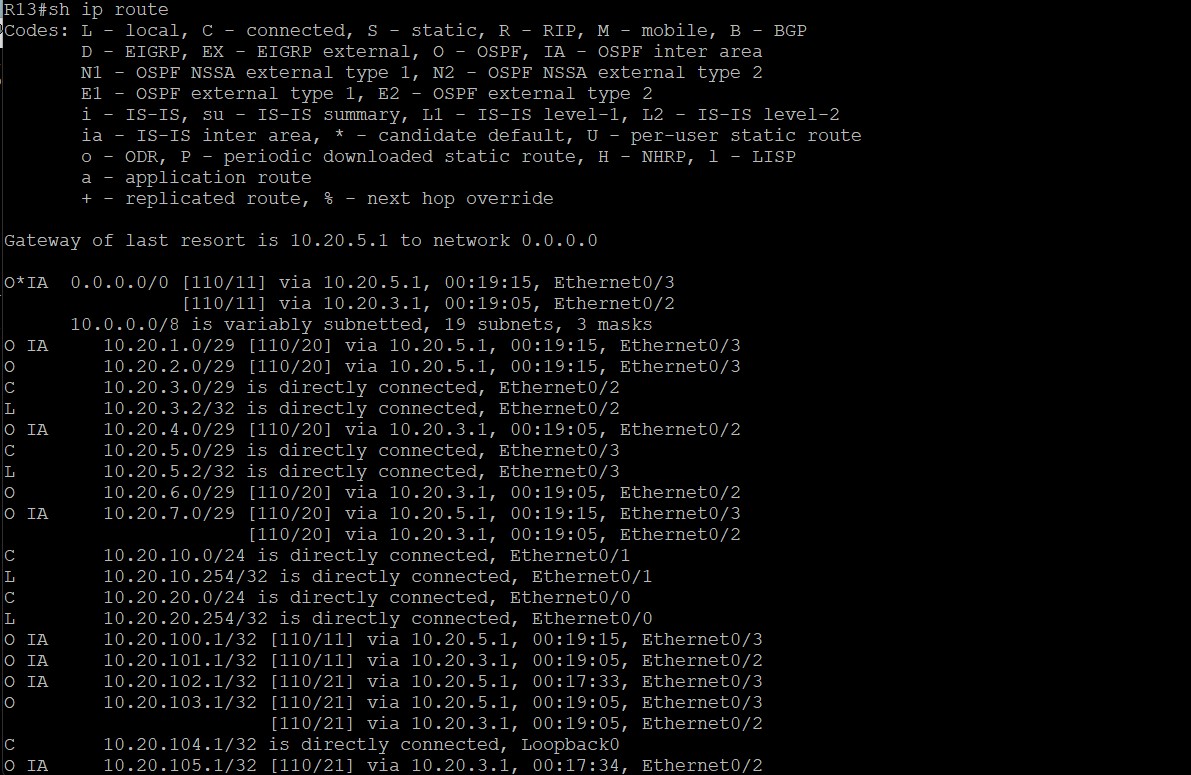 R13#sh ip route
Codes: L - local, C - connected, S - static, R - RIP, M - mobile, B - BGP
       D - EIGRP, EX - EIGRP external, O - OSPF, IA - OSPF inter area
       N1 - OSPF NSSA external type 1, N2 - OSPF NSSA external type 2
       E1 - OSPF external type 1, E2 - OSPF external type 2
       i - IS-IS, su - IS-IS summary, L1 - IS-IS level-1, L2 - IS-IS level-2
       ia - IS-IS inter area, * - candidate default, U - per-user static route
       o - ODR, P - periodic downloaded static route, H - NHRP, l - LISP
       a - application route
       + - replicated route, % - next hop override
Gateway of last resort is 10.20.5.1 to network 0.0.0.0
O*IA  0.0.0.0/0 [110/11] via 10.20.5.1, 00:19:15, Ethernet0/3
                [110/11] via 10.20.3.1, 00:19:05, Ethernet0/2
      10.0.0.0/8 is variably subnetted, 19 subnets, 3 masks
O IA     10.20.1.0/29 [110/20] via 10.20.5.1, 00:19:15, Ethernet0/3
O        10.20.2.0/29 [110/20] via 10.20.5.1, 00:19:15, Ethernet0/3
C        10.20.3.0/29 is directly connected, Ethernet0/2
L        10.20.3.2/32 is directly connected, Ethernet0/2
O IA     10.20.4.0/29 [110/20] via 10.20.3.1, 00:19:05, Ethernet0/2
C        10.20.5.0/29 is directly connected, Ethernet0/3
L        10.20.5.2/32 is directly connected, Ethernet0/3
O        10.20.6.0/29 [110/20] via 10.20.3.1, 00:19:05, Ethernet0/2
O IA     10.20.7.0/29 [110/20] via 10.20.5.1, 00:19:15, Ethernet0/3
                      [110/20] via 10.20.3.1, 00:19:05, Ethernet0/2
C        10.20.10.0/24 is directly connected, Ethernet0/1
L        10.20.10.254/32 is directly connected, Ethernet0/1
C        10.20.20.0/24 is directly connected, Ethernet0/0
L        10.20.20.254/32 is directly connected, Ethernet0/0
O IA     10.20.100.1/32 [110/11] via 10.20.5.1, 00:19:15, Ethernet0/3
O IA     10.20.101.1/32 [110/11] via 10.20.3.1, 00:19:05, Ethernet0/2
O IA     10.20.102.1/32 [110/21] via 10.20.5.1, 00:17:33, Ethernet0/3
O        10.20.103.1/32 [110/21] via 10.20.5.1, 00:19:05, Ethernet0/3
                        [110/21] via 10.20.3.1, 00:19:05, Ethernet0/2
C        10.20.104.1/32 is directly connected, Loopback0
O IA     10.20.105.1/32 [110/21] via 10.20.3.1, 00:17:34, Ethernet0/2